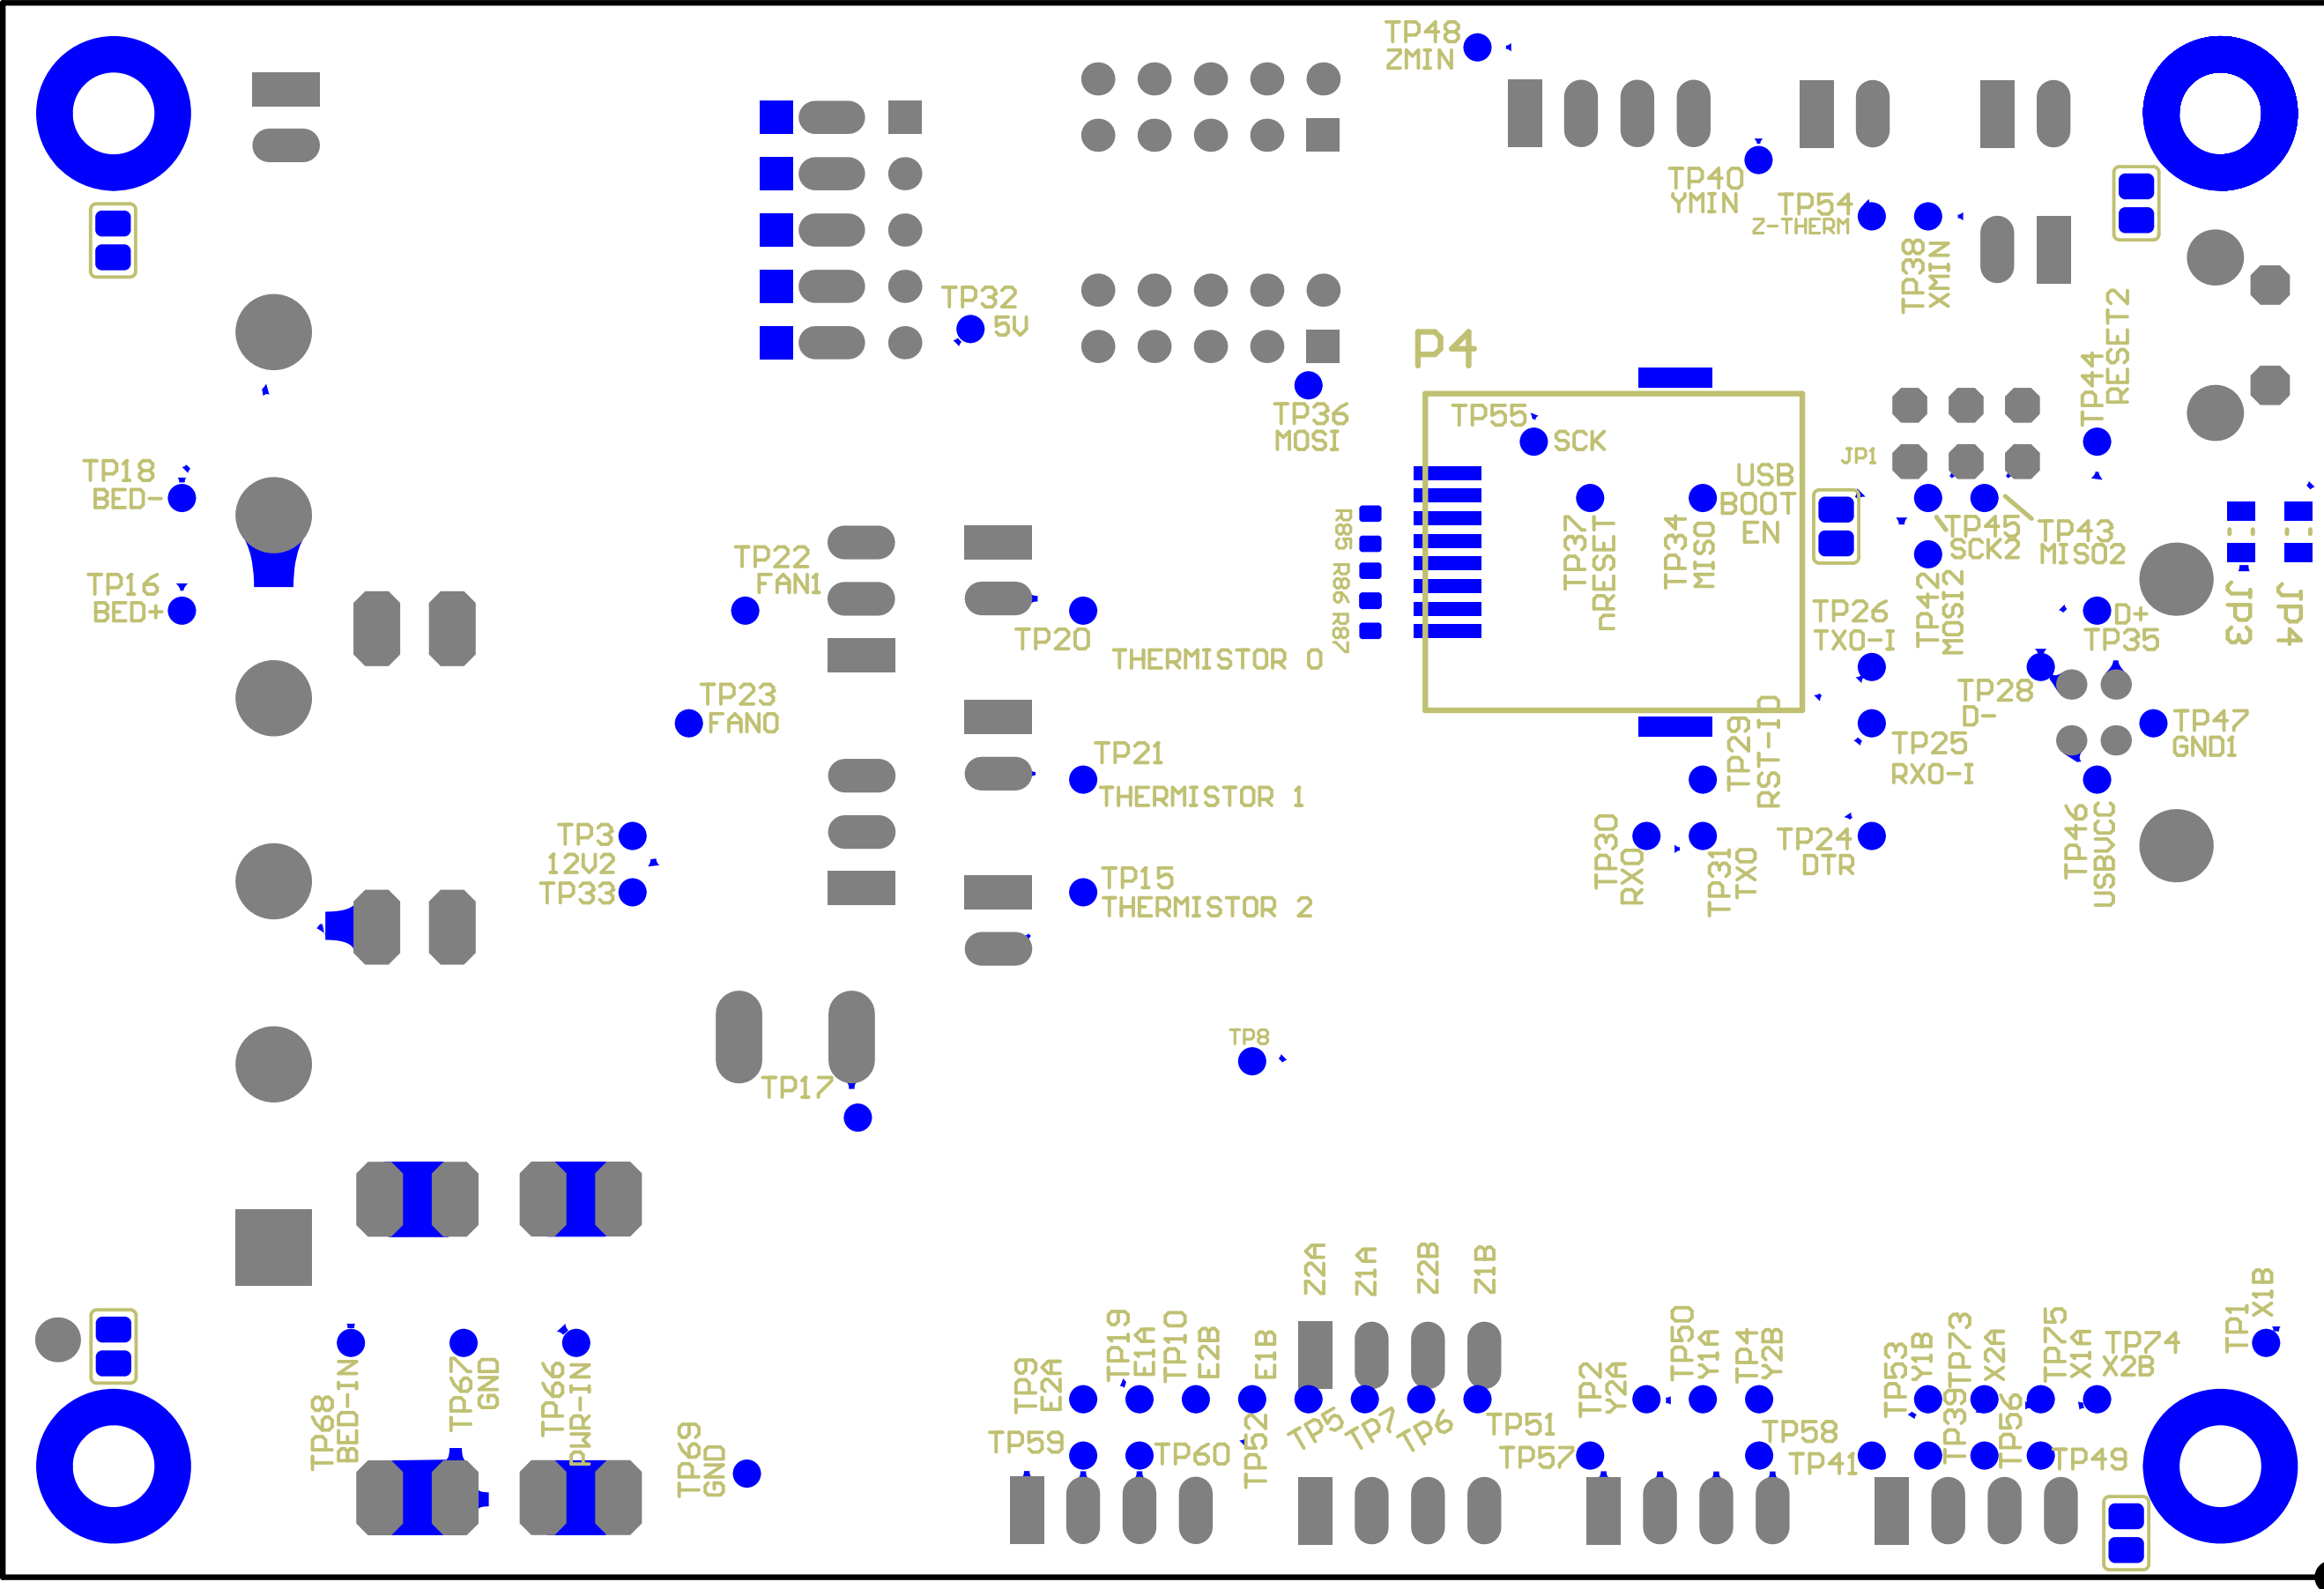 TP48
ZMIN
TP40
YMIN
TP54
Z-THERM
TP38
XMIN
TP32
5V
TP44
RESET2
P4
TP36
MOSI
TP55
SCK
JP1
TP18
BED-
USB
BOOT
EN
R85
R86
R87
TP37
nRESET
TP34
MISO
TP45
SCK2
TP43
MISO2
TP22
FAN1
TP16
BED+
TP42
MOSI2
JP3
JP4
TP26
TX0-I
D+
TP35
TP20
THERMISTOR 0
TP23
FAN0
TP28
D-
TP47
GND1
TP29
RST-ID
TP25
RX0-I
TP21
THERMISTOR 1
TP3
12V2
TP33
TP30
RX0
TP31
TX0
TP24
DTR
TP46
USBVCC
TP15
THERMISTOR 2
TP8
TP17
Z2A
Z1A
Z2B
Z1B
TP1
X1B
TP68
BED-IN
TP67
GND
TP66
PWR-IN
TP69
GND
TP9
E2A
TP19
E1A
TP10
E2B
E1B
TP52
TP59
TP60
TP5
TP7
TP6
TP51
TP57
TP2
Y2A
TP50
Y1A
TP4
Y2B
TP58
TP41
TP53
Y1B
TP39
TP73
X2A
TP56
TP75
X1A
TP74
X2B
TP49